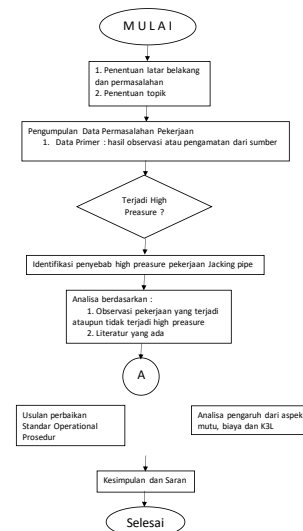 M U L A I
1. Penentuan latar belakang
dan permasalahan
2. Penentuan topik
Pengumpulan Data Permasalahan Pekerjaan
1. Data Primer : hasil observasi atau pengamatan dari sumber
Terjadi High
Preasure ?
Identifikasi penyebab high preasure pekerjaan Jacking pipe
Analisa berdasarkan :
1. Observasi pekerjaan yang terjadi
ataupun tidak terjadi high preasure
2. Literatur yang ada
A
Usulan perbaikan
Standar Operational
Prosedur
Analisa pengaruh dari aspek
mutu, biaya dan K3L
Kesimpulan dan Saran
Selesai